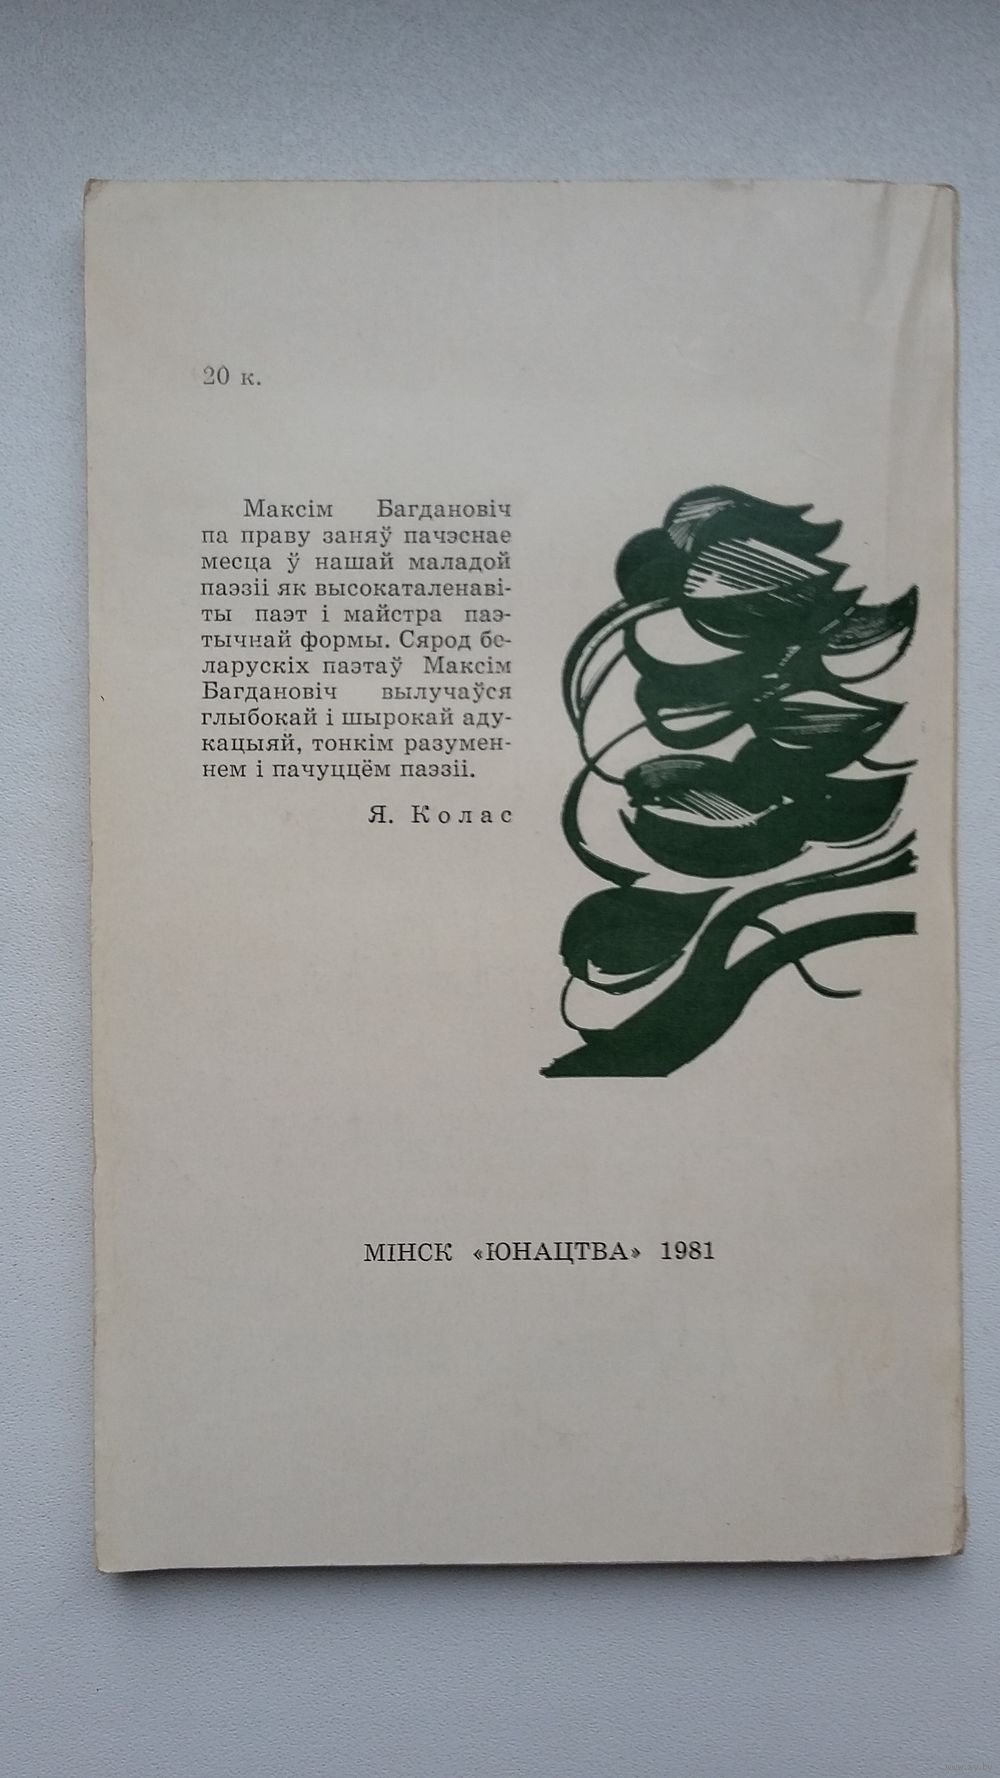 20 к.
Максім Багдановіч
па праву заняў пачэснае
месца ў нашай маладой
паэзіі як высокаталенаві-
ты паэт і майстра паэ-
тычнай формы. Сярод бе-
ларускіх паэтаў Максім
Багдановіч вылучаўся
глыбокай і шырокай аду-
кацыяй, тонкім разумен-
нем і пачуццём паэзіі.
Я. Колас
МІНСК «ЮНАЦТВА» 1981